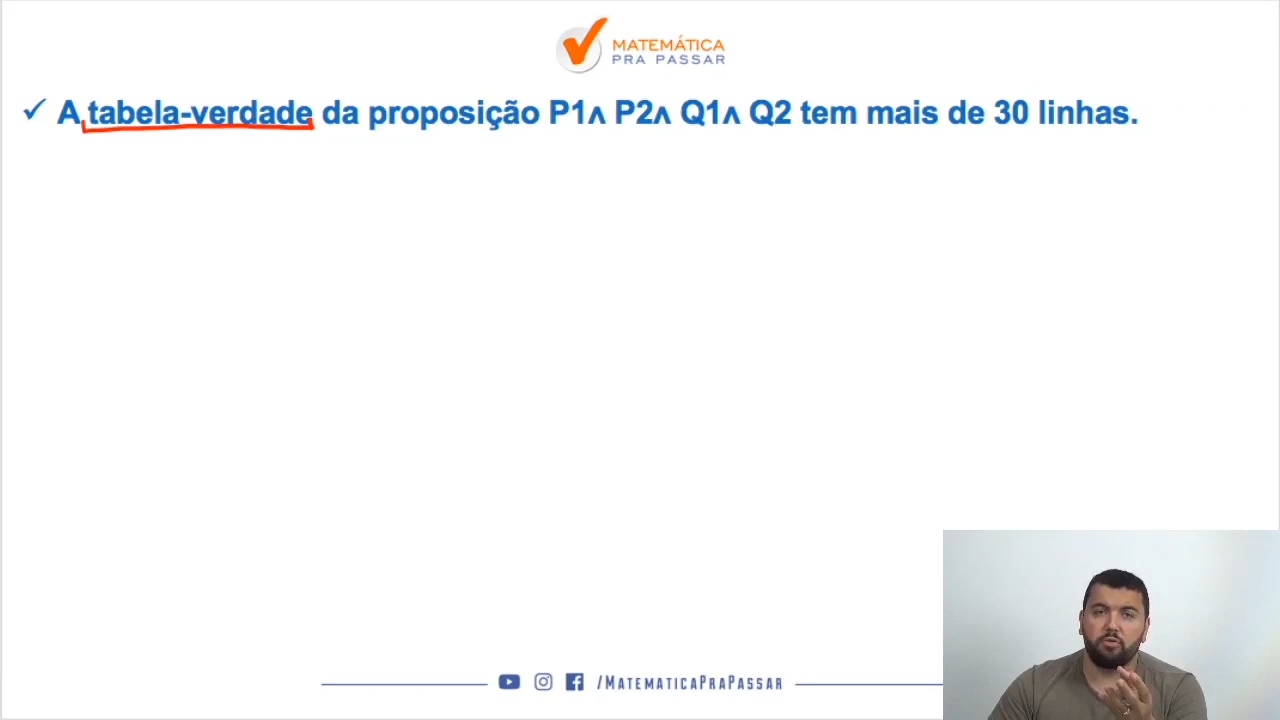 MATEMÁTICA
PRA PASSAR
✓ A tabela-verdade da proposição P1∧ P2∧ Q1∧ Q2 tem mais de 30 linhas.
/MATEMATICAPRAPASSAR